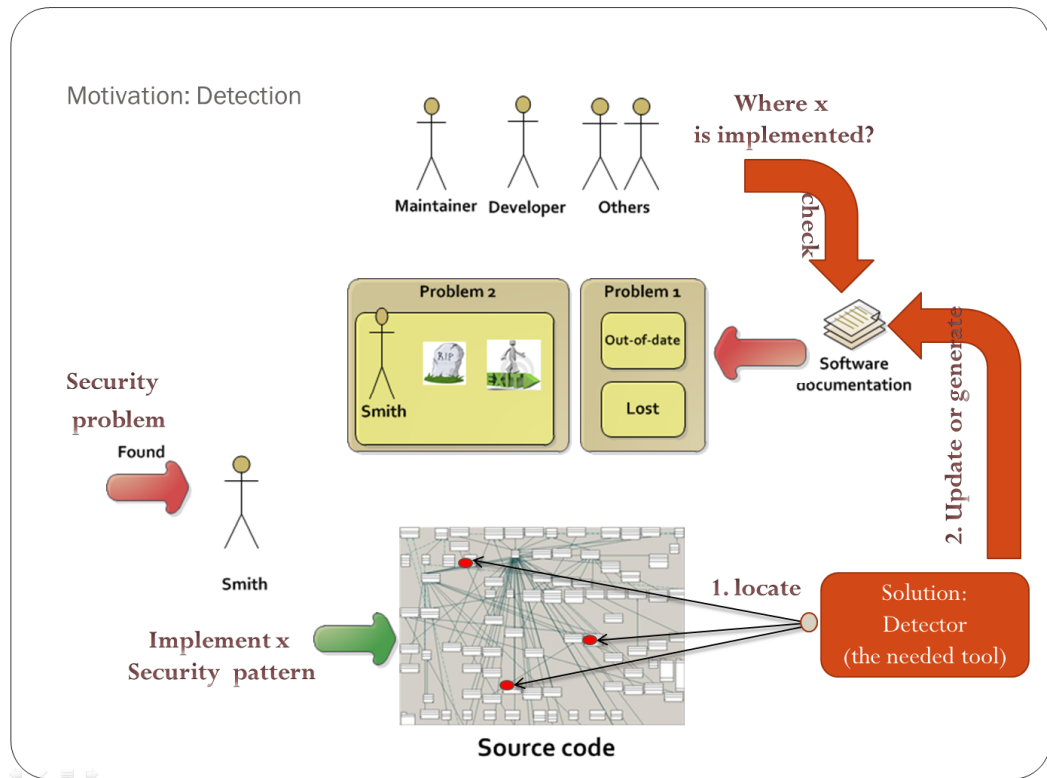 Motivation: Detection
Where x
is implemented?
Maintainer
Developer
Others
check
Problem 2
RIP
EXIT
Smith
Problem 1
Out-of-date
Lost
Software
documentation
Security
problem
Found
Smith
2. Update or generate
Implement x
Security pattern
1. locate
Solution:
Detector
(the needed tool)
Source code